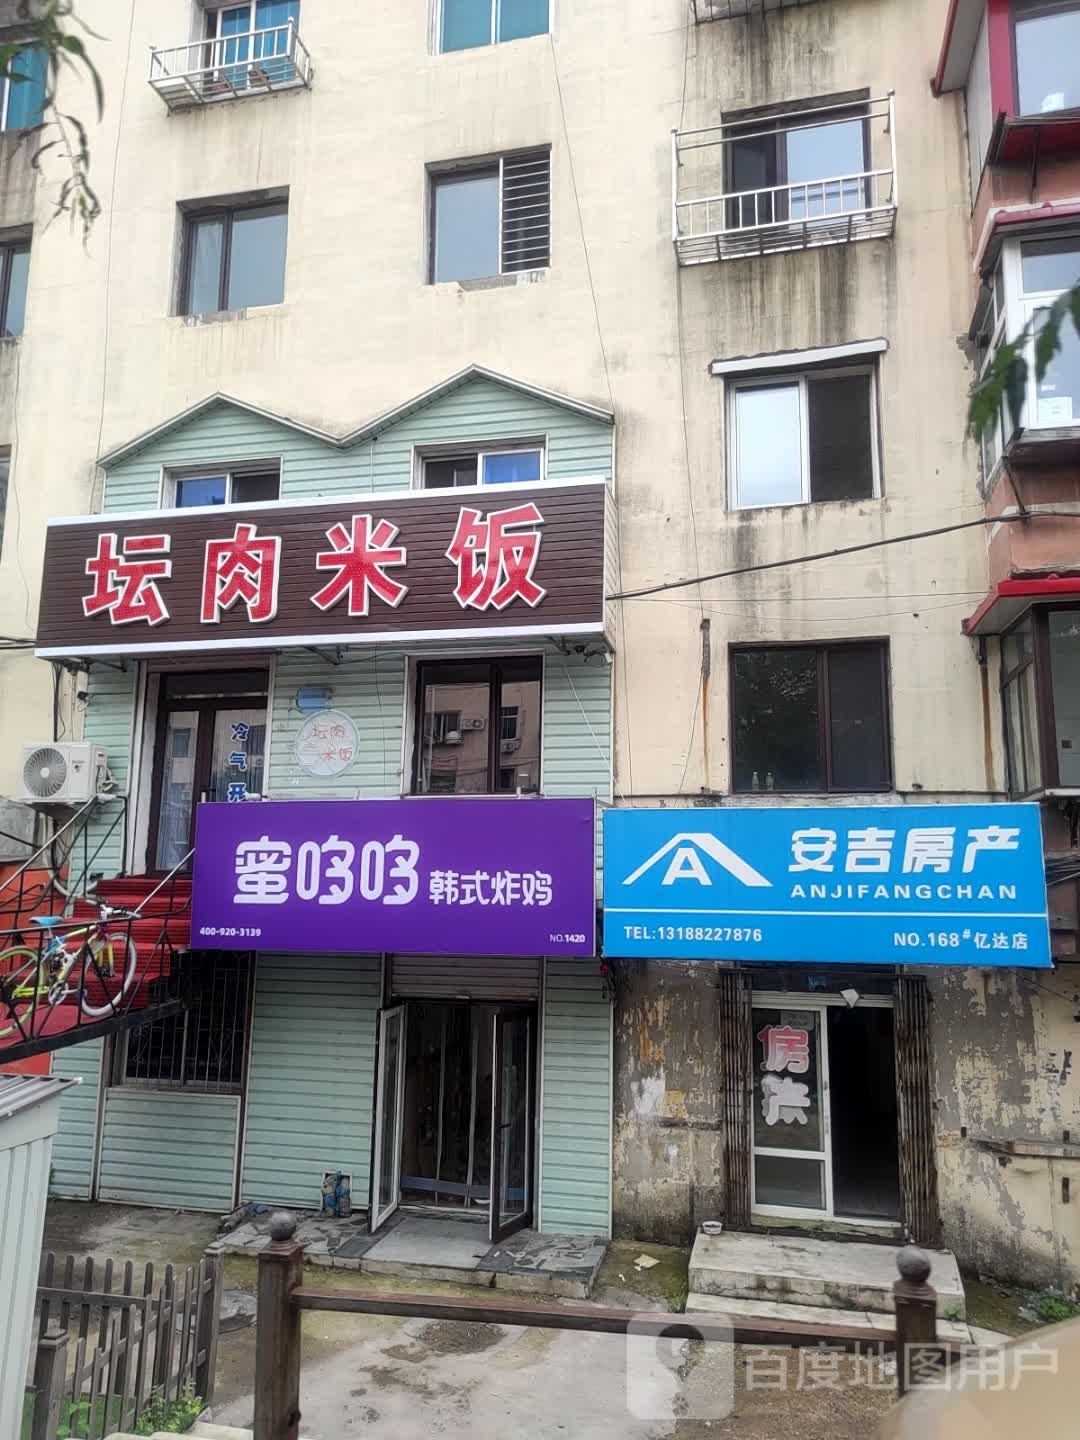 坛肉米饭
冷气开
坛肉
米饭
蜜哆哆 韩式炸鸡
400-920-3139
NO.1420
安吉房产
ANJIFANGCHAN
TEL:13188227876
NO.168#亿达店
房产
百度地图用户